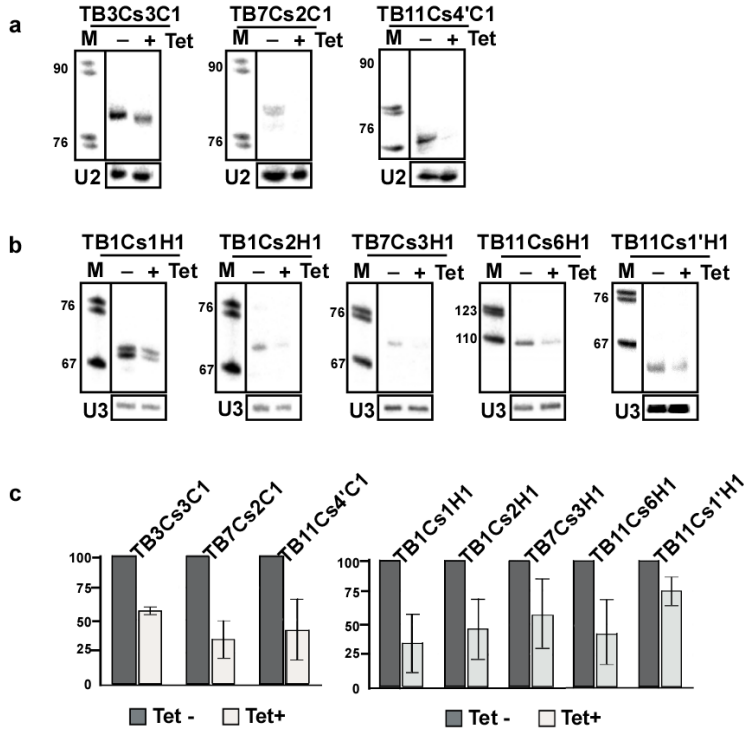 a
TB3Cs3C1 TB7Cs2C1 TB11Cs4'C1
M – + Tet M – + Tet M – + Tet
90 90 90
76 76 76
U2 U2 U2
b
TB1Cs1H1 TB1Cs2H1 TB7Cs3H1 TB11Cs6H1 TB11Cs1'H1
M – + Tet M – + Tet M – + Tet M – + Tet M – + Tet
76 76 76 123 76
67 67 67 110 67
U3 U3 U3 U3 U3
c
TB3Cs3C1 TB7Cs2C1 TB11Cs4'C1 TB1Cs1H1 TB1Cs2H1 TB7Cs3H1 TB11Cs6H1 TB11Cs1'H1
100 100
75 75
50 50
25 25
0 0
Tet - Tet+ Tet - Tet+